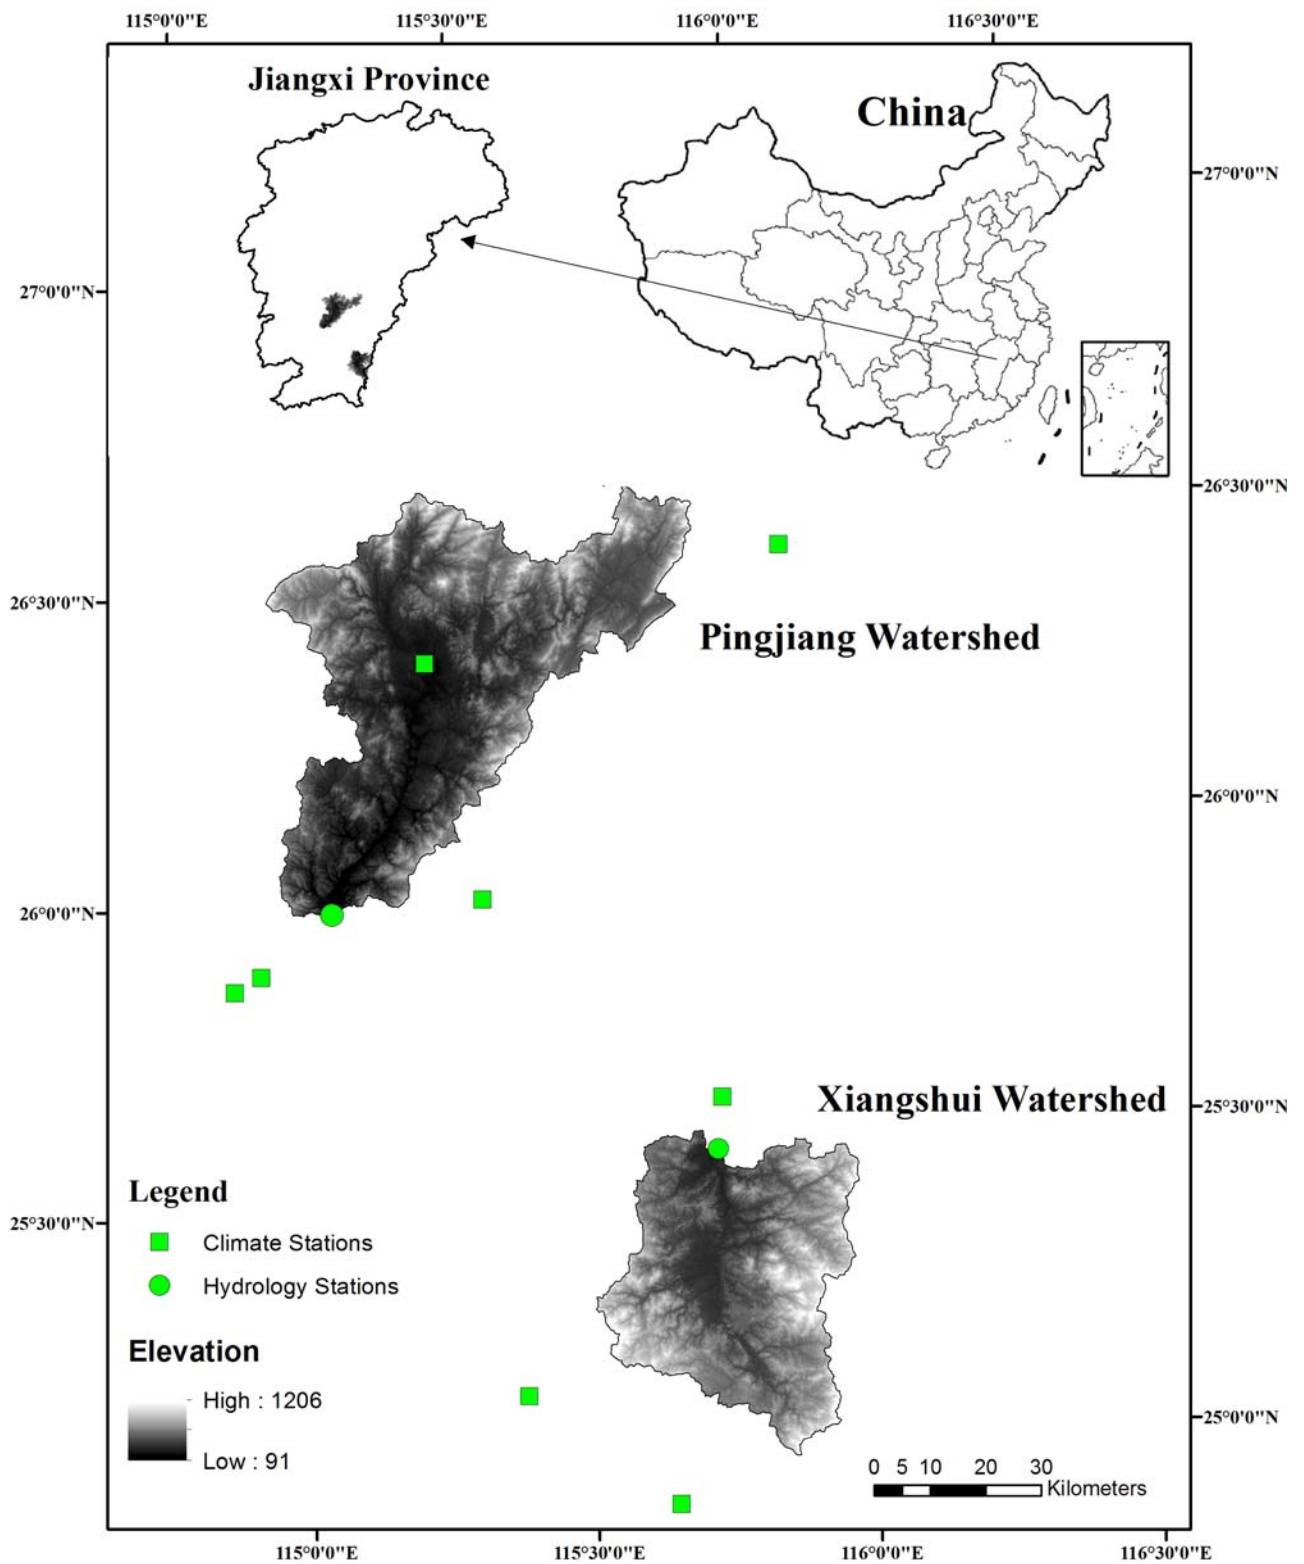 115°0'0"E 115°30'0"E 116°0'0"E 116°30'0"E
Jiangxi Province
China
27°0'0"N
27°0'0"N
26°30'0"N
26°30'0"N
Pingjiang Watershed
26°0'0"N
26°0'0"N
Xiangshui Watershed
25°30'0"N
Legend
25°30'0"N
Climate Stations
Hydrology Stations
Elevation
High : 1206
Low : 91
25°0'0"N
0 5 10 20 30
Kilometers
115°0'0"E 115°30'0"E 116°0'0"E 116°30'0"E